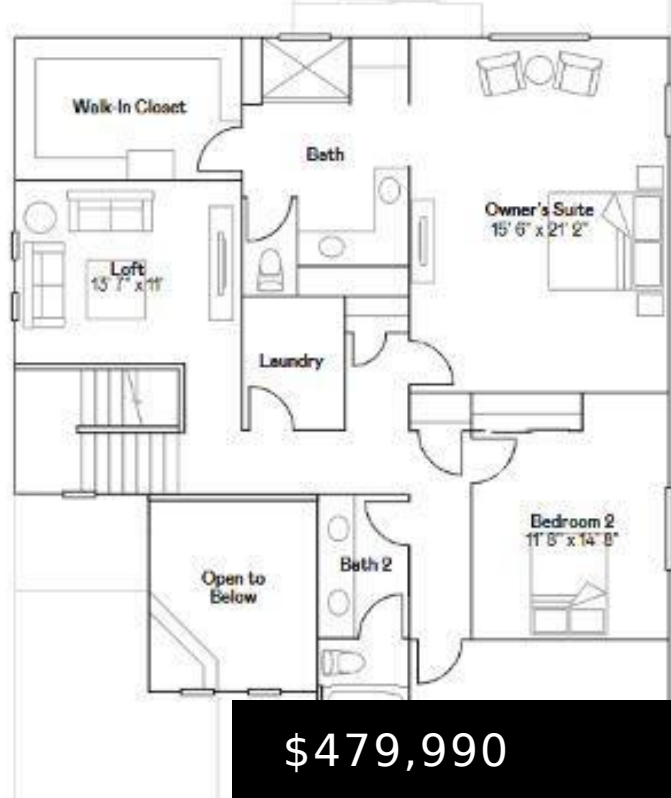 Walk-In Closet
Bath
Owner's Suite
15' 6" x 21' 2"
Loft
13' 7" x 11'
Laundry
Bedroom 2
11' 8" x 14' 8"
Bath 2
Open to
Below
$479,990